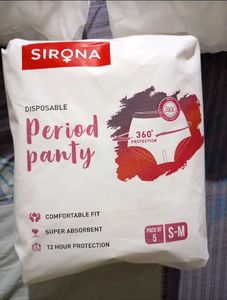 SIRONA
DISPOSABLE
Period
panty
360°
PROTECTION
COMFORTABLE FIT
SUPER ABSORBENT
12 HOUR PROTECTION
PACK OF
5
S-M